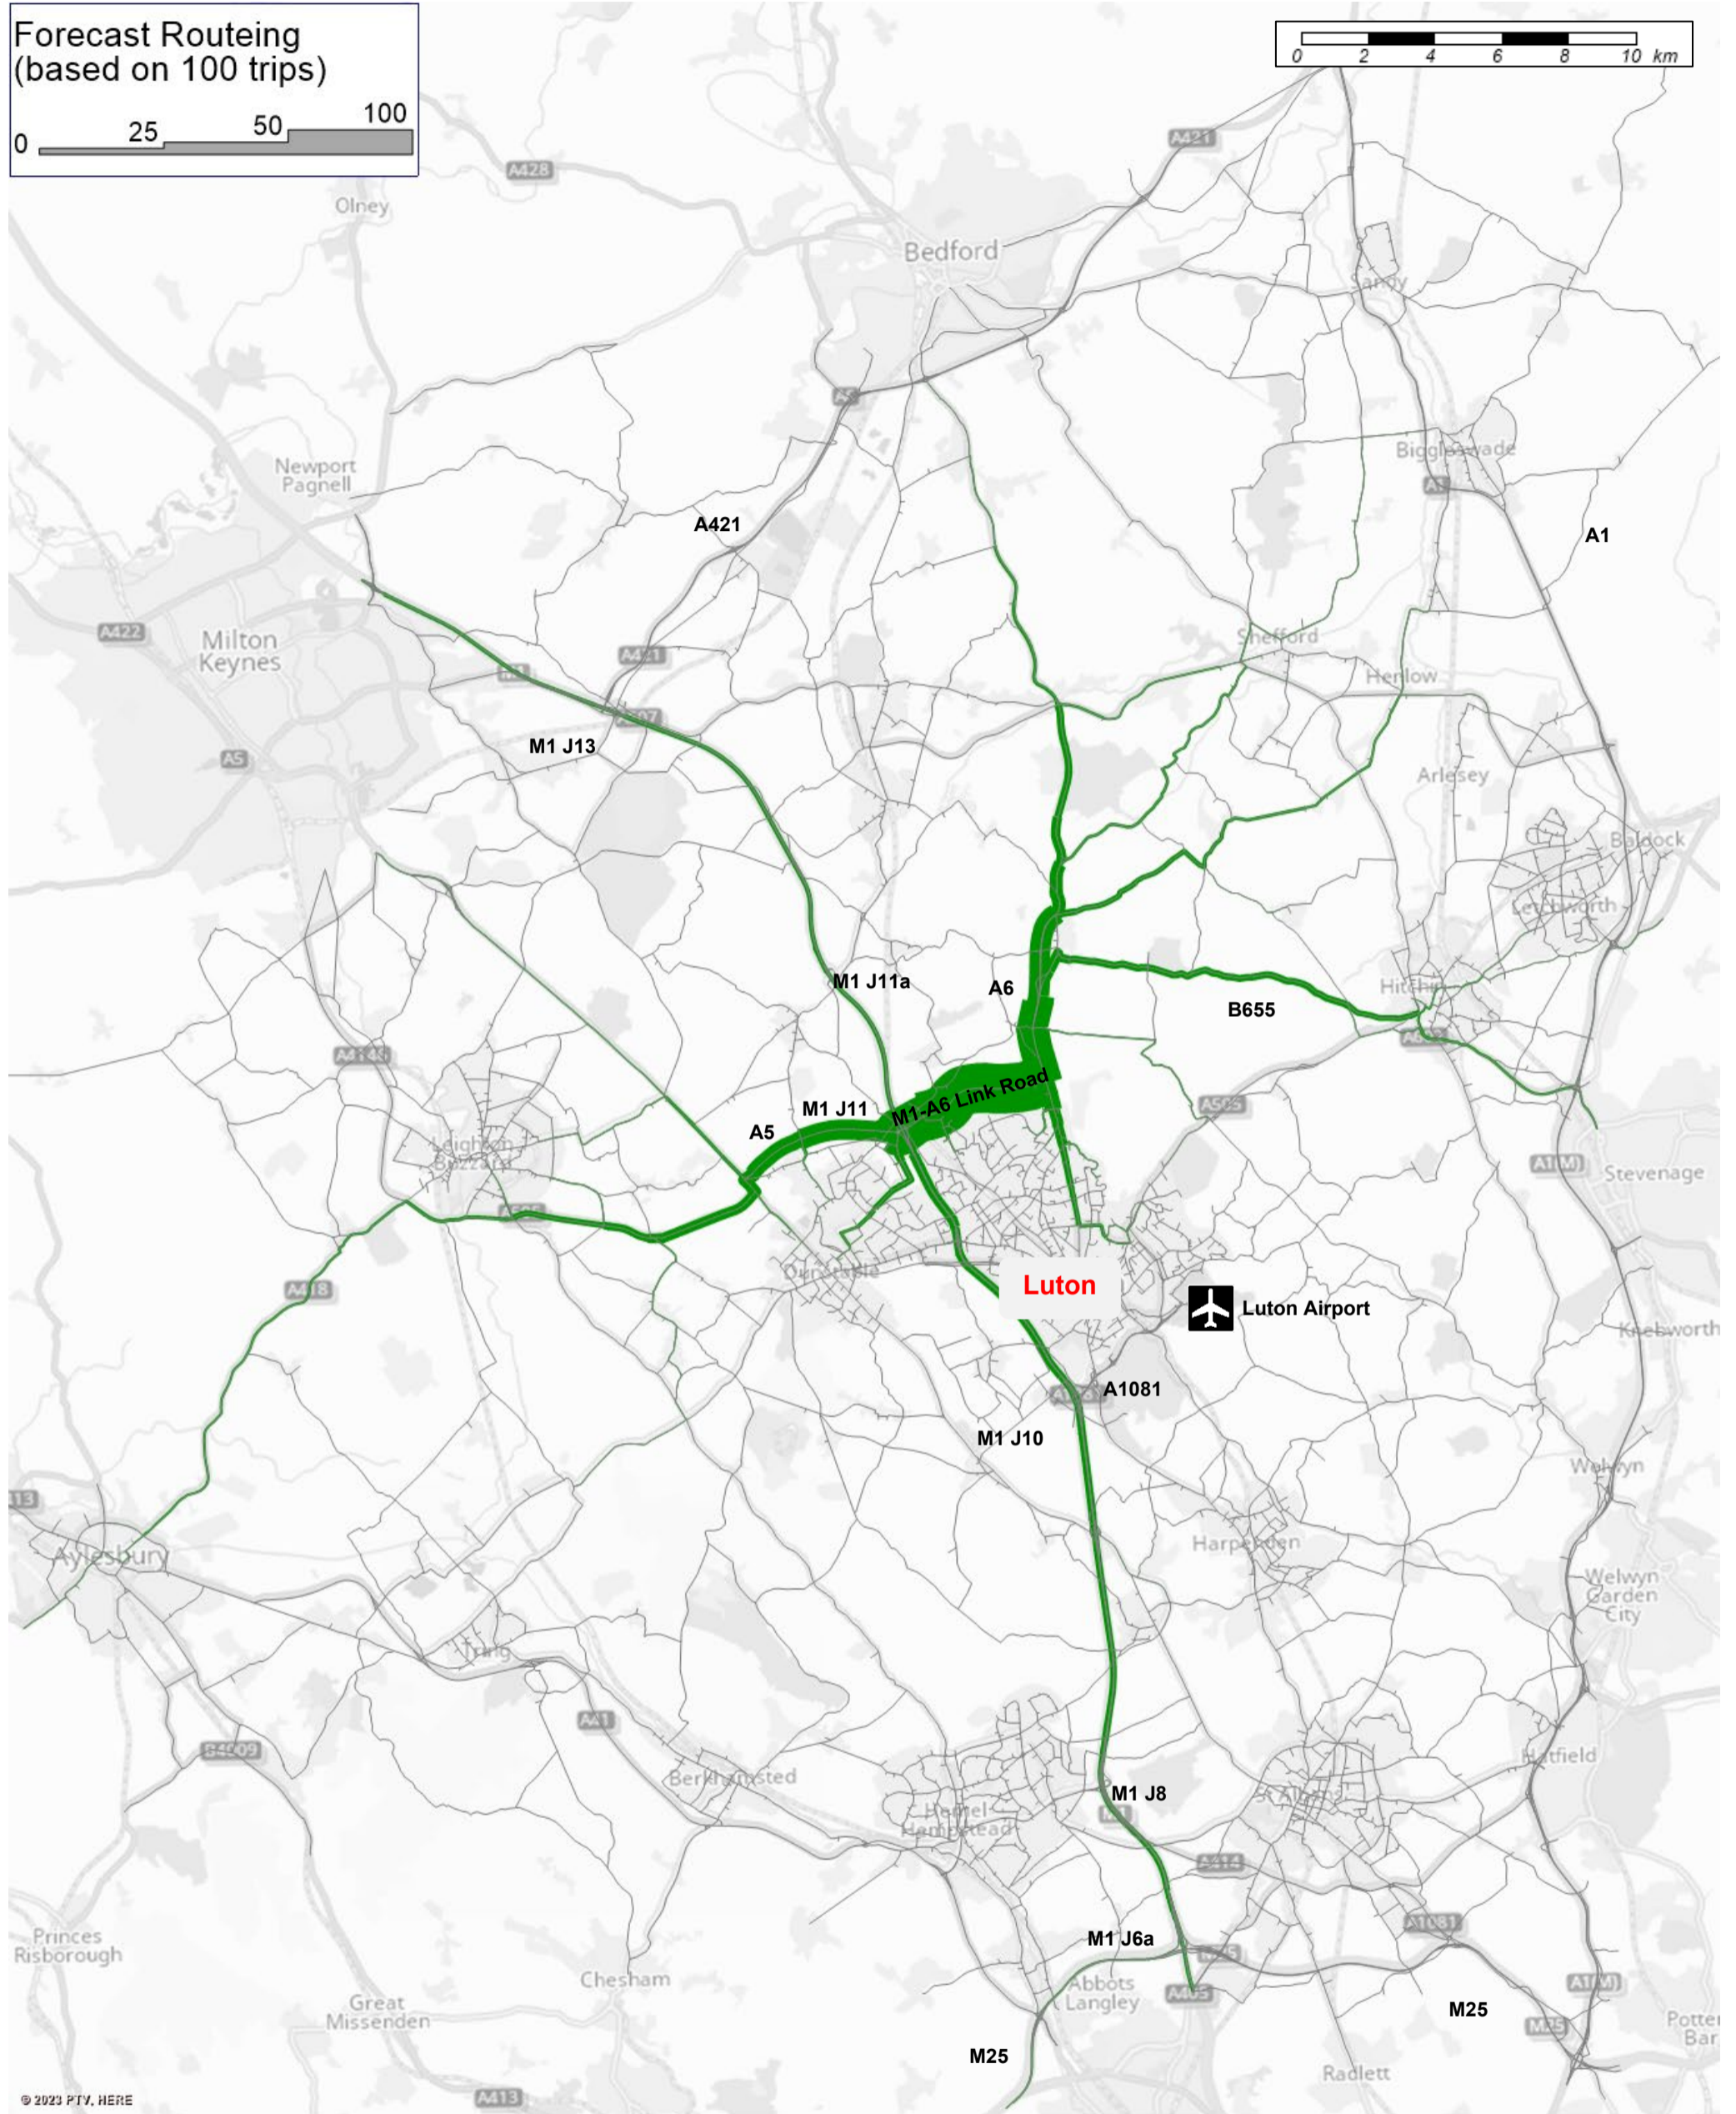 Forecast Routeing
(based on 100 trips)
0 25 50 100
0 2 4 6 8 10 km
A421
A428
Olney
Bedford
Sandy
Newport
Pagnell
Biggleswade
A421
A1
A422
Milton
Keynes
A421
Shefford
Henlow
M1 J13
A5
Arlesey
Baldock
Letchworth
M1 J11a
A6
Hitchin
B655
A505
M1-A6 Link Road
M1 J11
A5
Leighton
Buzzard
A1(M)
Stevenage
Dunstable
Luton
Luton Airport
A418
Knebworth
A1081
M1 J10
Welwyn
Harpenden
Aylesbury
Welwyn
Garden
City
Tring
A41
B4009
Hatfield
Berkhamsted
M1 J8
M1
St Albans
Hemel
Hempstead
A414
A1081
Princes
Risborough
M1 J6a
M25
Chesham
Abbots
Langley
A405
A1(M)
Great
Missenden
M25
M25
Potter
Bar
M25
Radlett
A413
© 2023 PTV, HERE